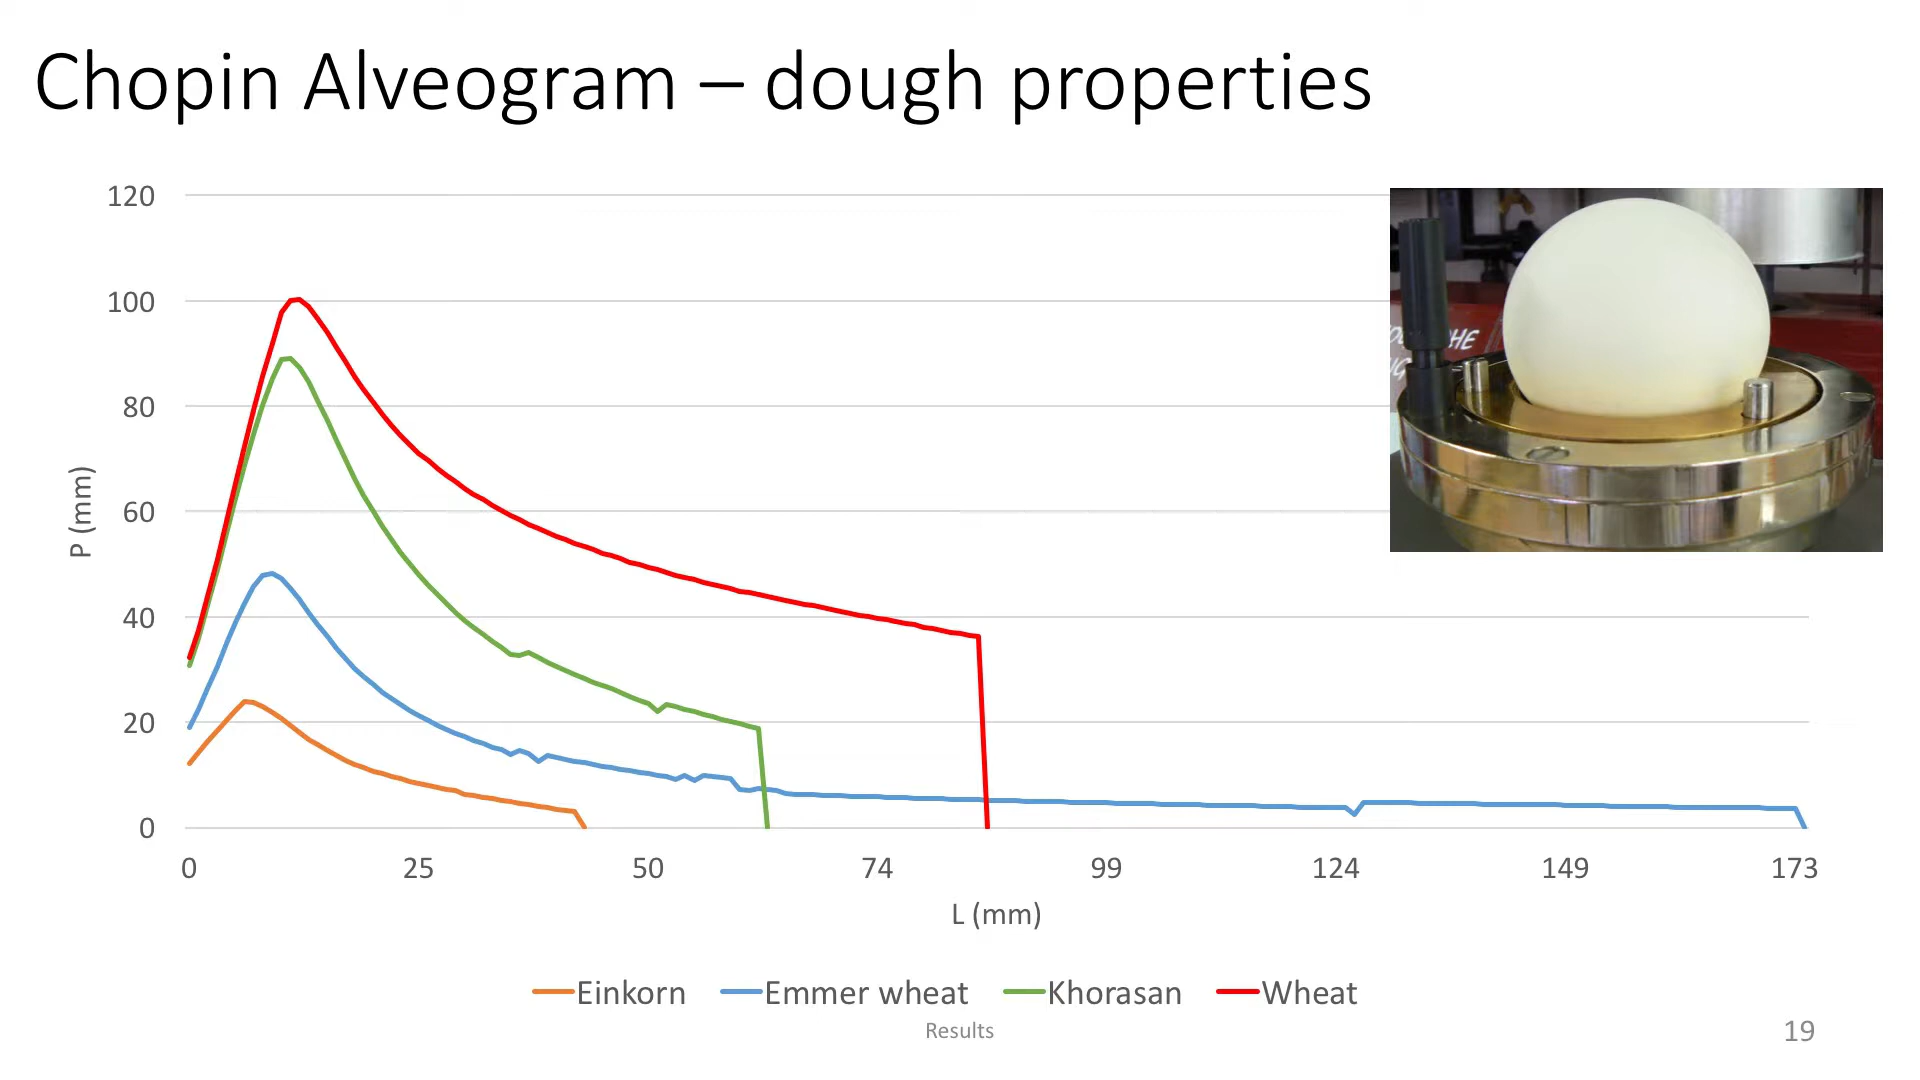 Chopin Alveogram – dough properties
120
100
80
60
40
20
0
P (mm)
0 25 50 74 99 124 149 173
L (mm)
Einkorn Emmer wheat Khorasan Wheat
Results
19